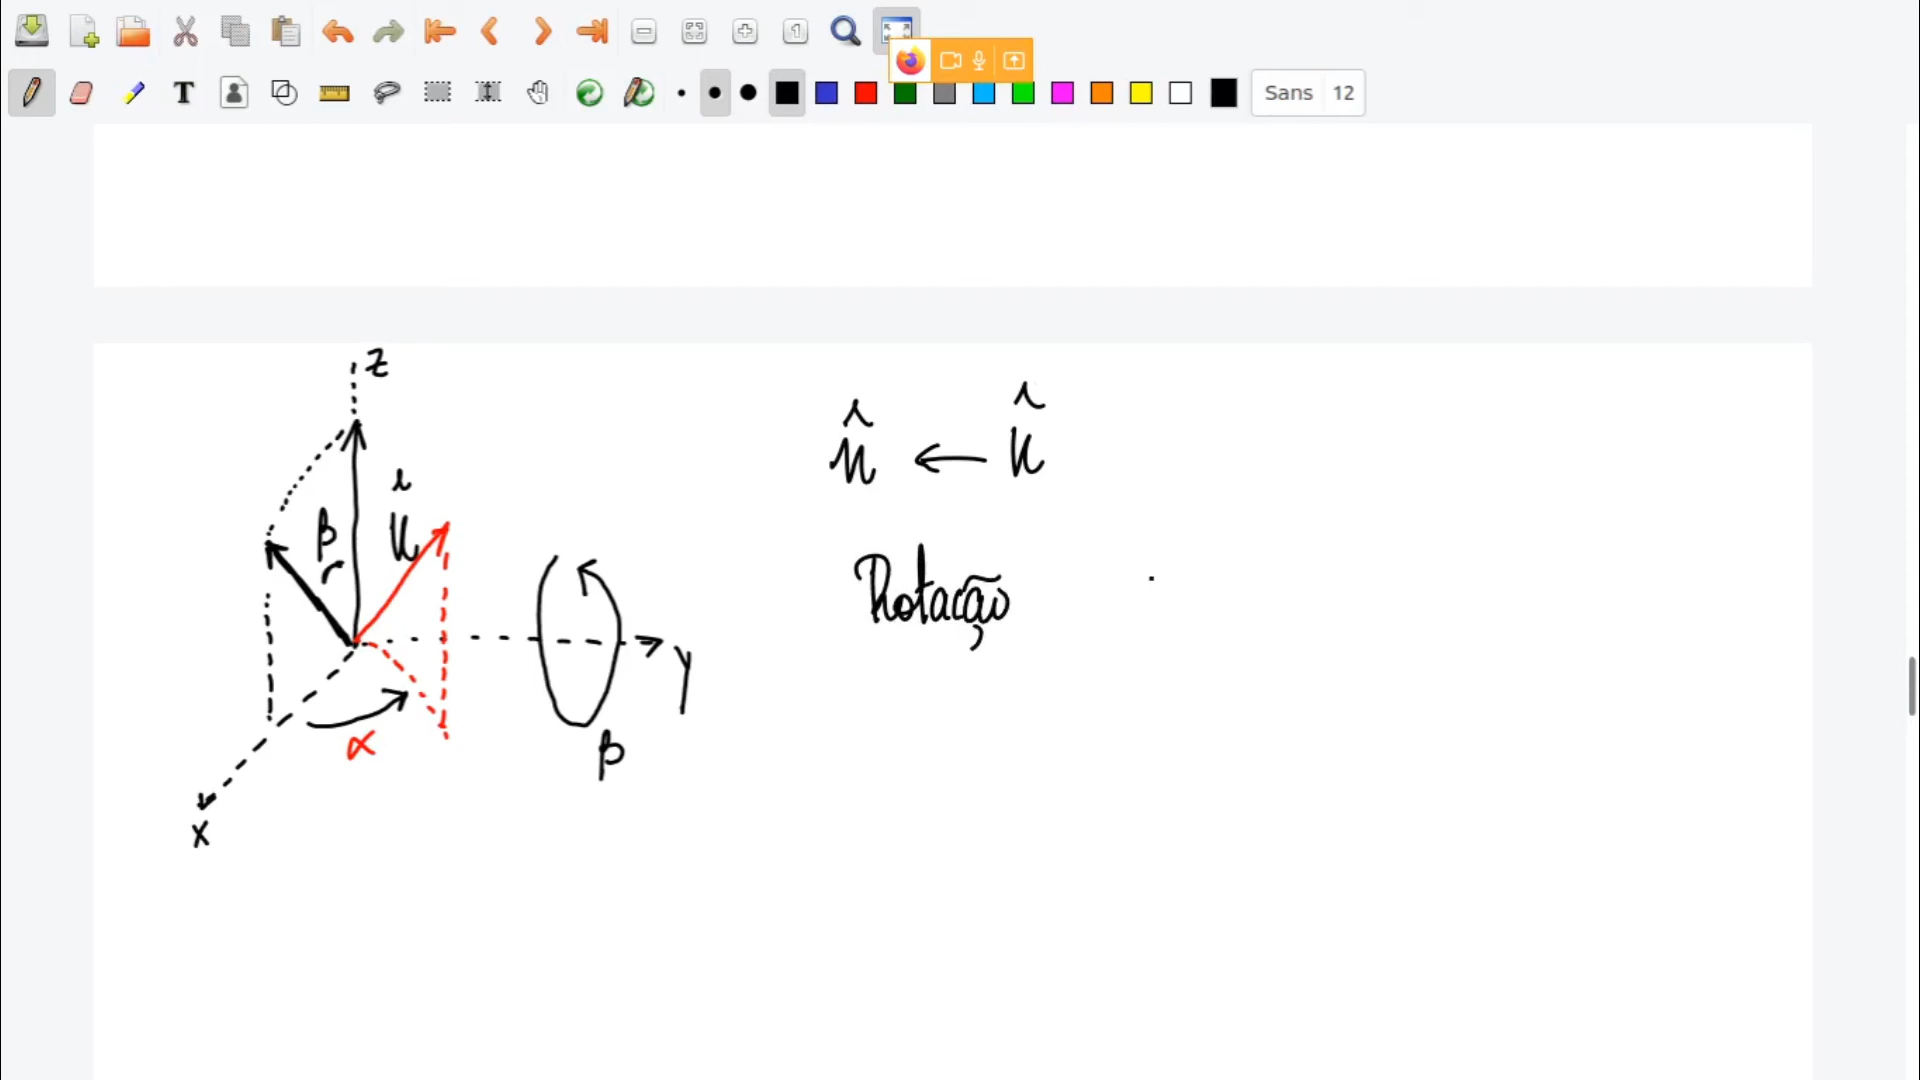 T Sans 12
z
β
k̂
n̂ ← k̂
Rotação
y
α
β
x